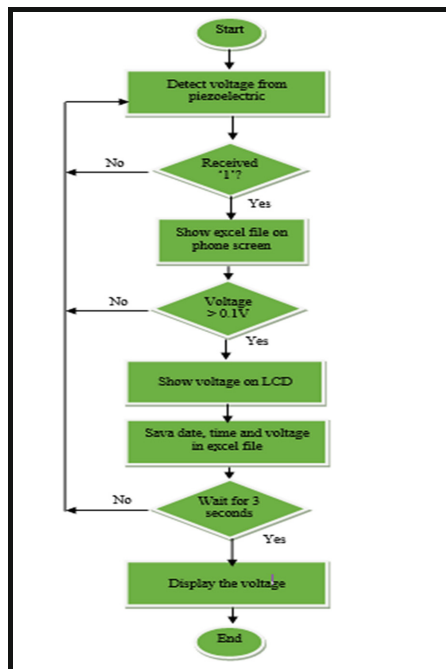 Start
Detect voltage from
piezoelectric
No
Received
'1'?
Yes
Show excel file on
phone screen
No
Voltage
> 0.1V
Yes
Show voltage on LCD
Sava date, time and voltage
in excel file
No
Wait for 3
seconds
Yes
Display the voltage
End